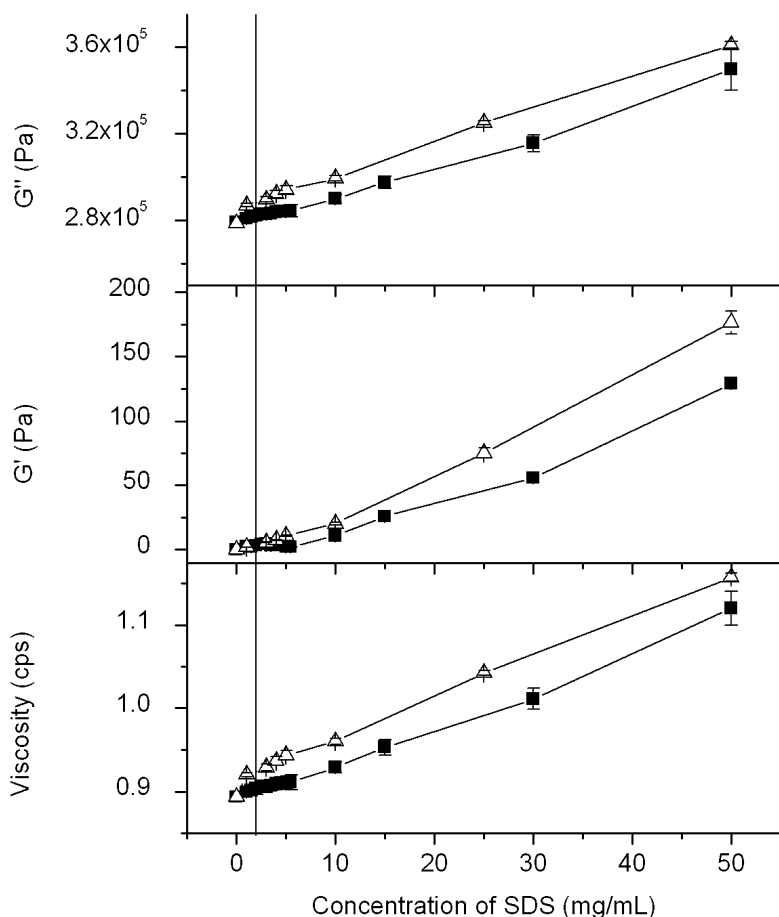 3.6x10⁵
3.2x10⁵
2.8x10⁵
G" (Pa)
200
150
100
50
0
G' (Pa)
1.1
1.0
0.9
Viscosity (cps)
0 10 20 30 40 50
Concentration of SDS (mg/mL)